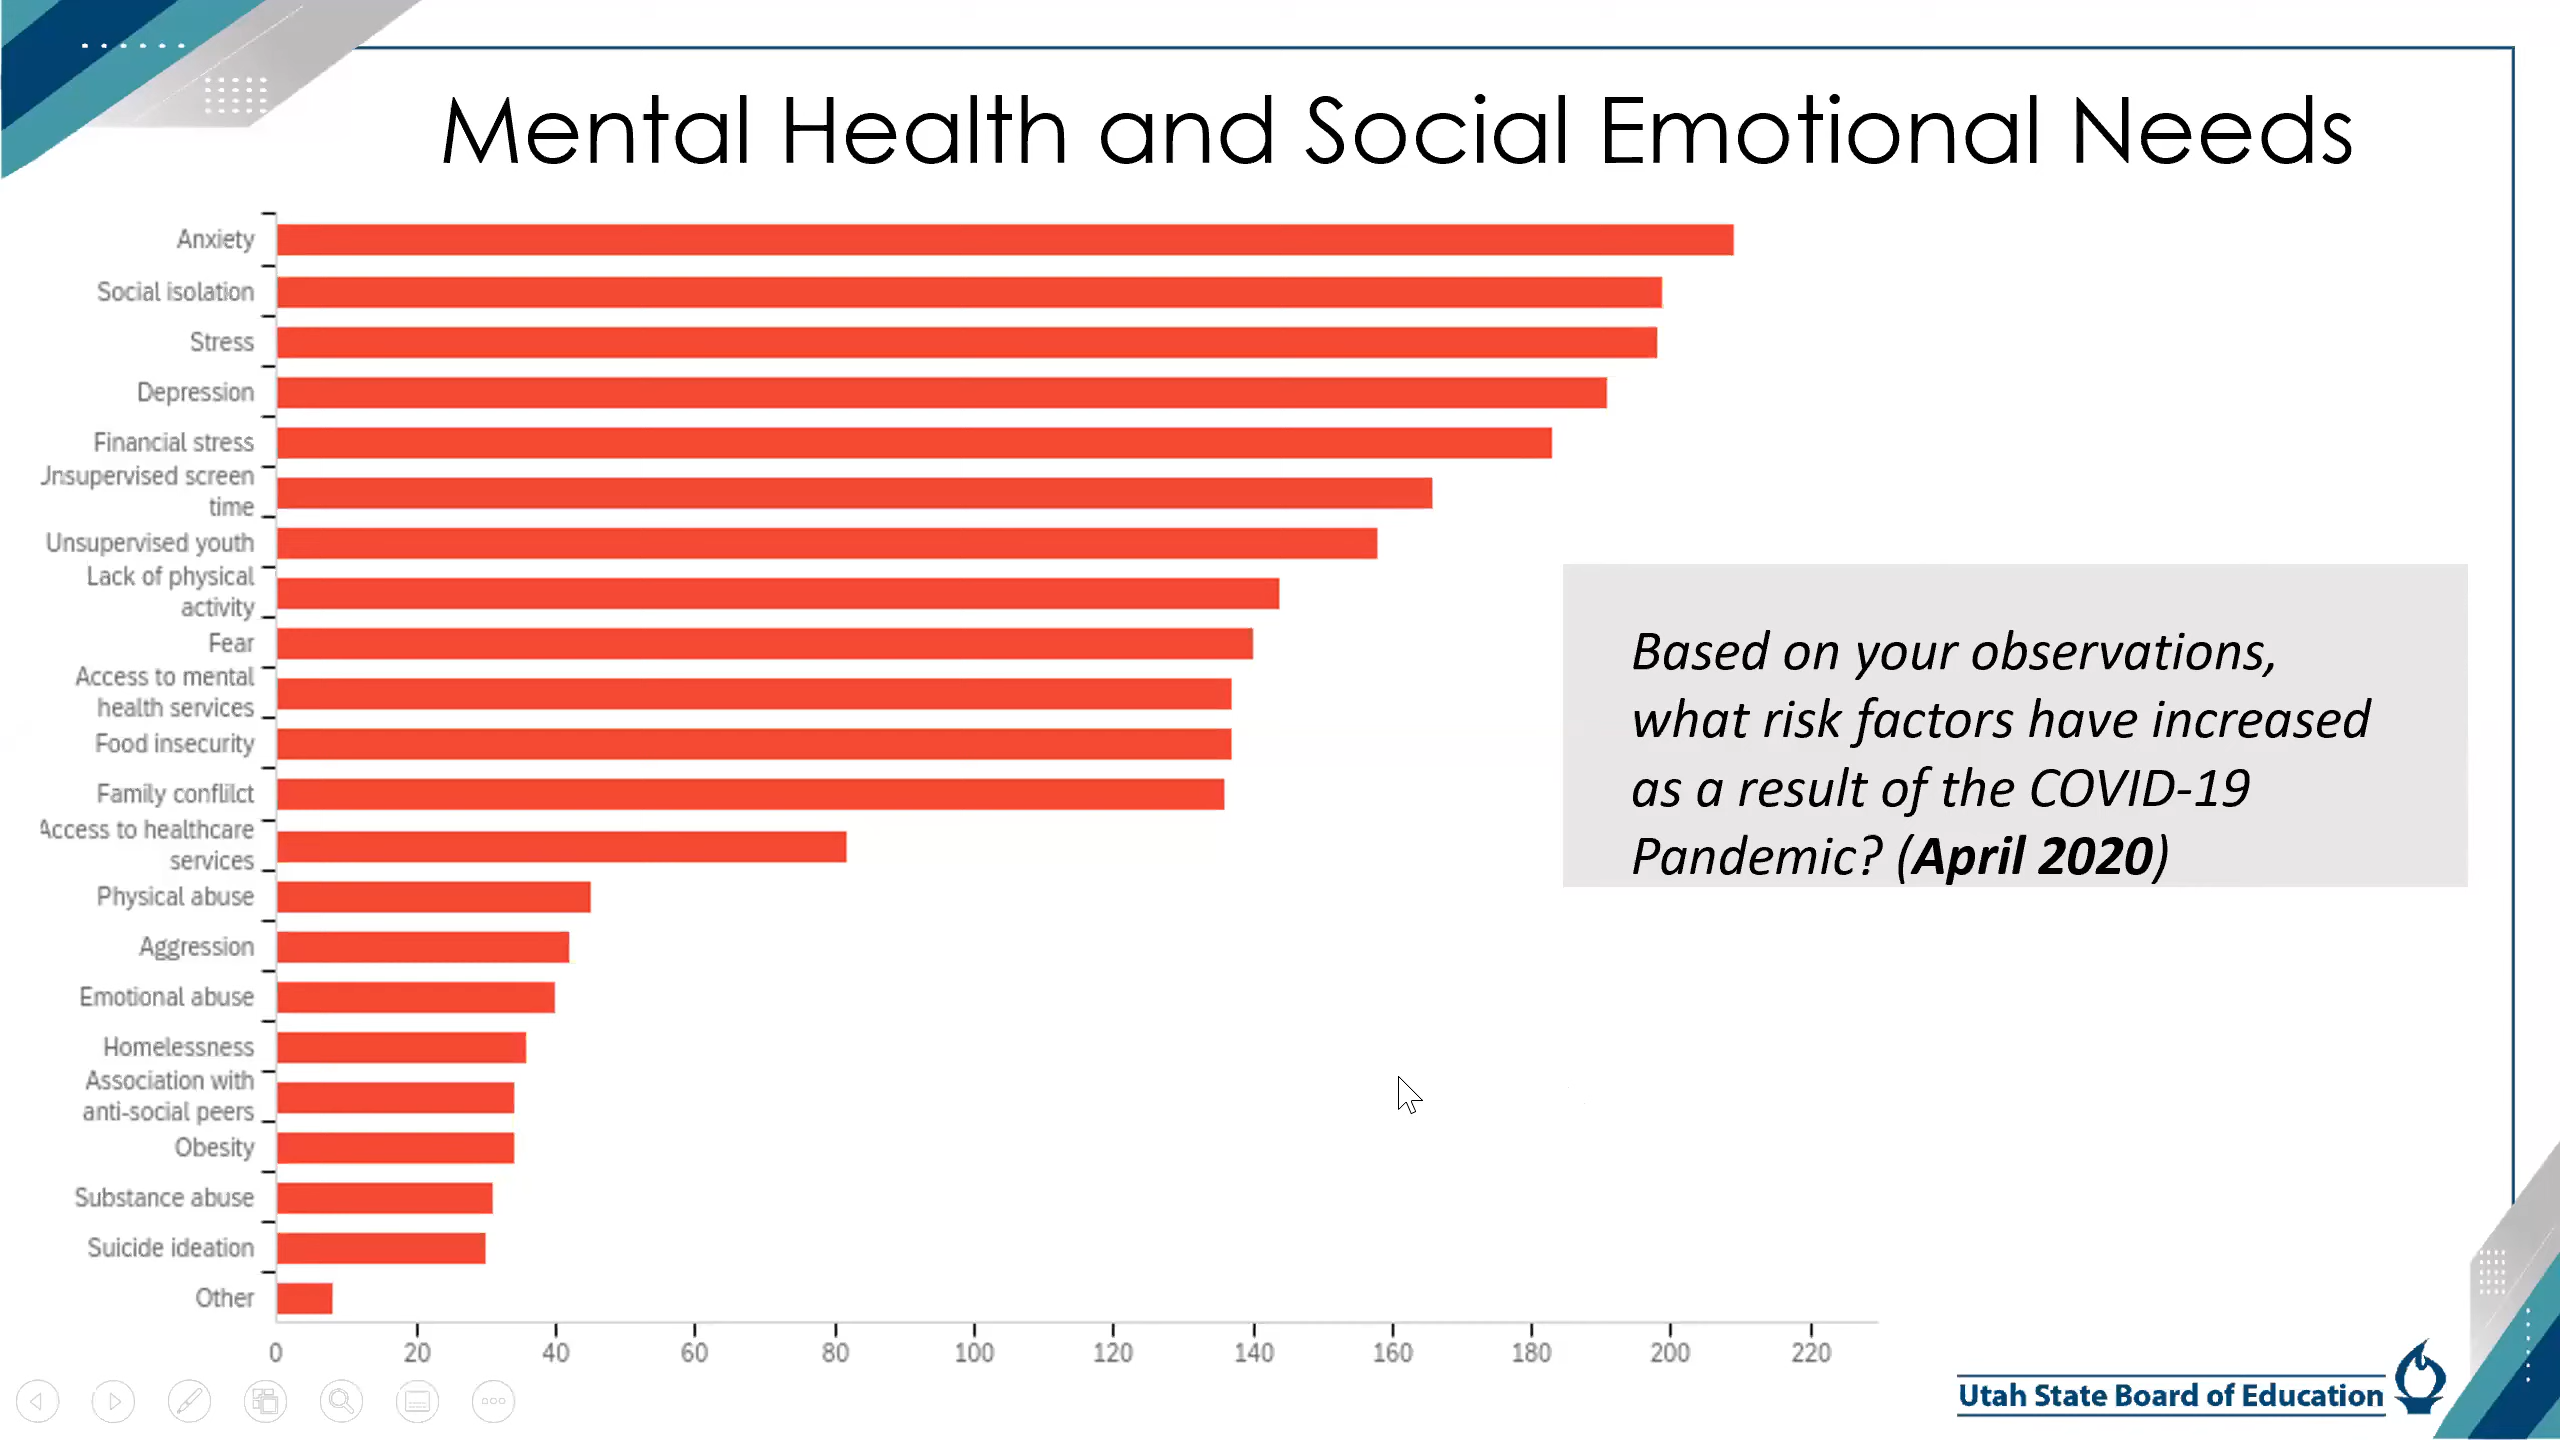 Mental Health and Social Emotional Needs
Anxiety
Social isolation
Stress
Depression
Financial stress
Unsupervised screen
time
Unsupervised youth
Lack of physical
activity
Fear
Access to mental
health services
Food insecurity
Family conflilct
Access to healthcare
services
Physical abuse
Aggression
Emotional abuse
Homelessness
Association with
anti-social peers
Obesity
Substance abuse
Suicide ideation
Other
0 20 40 60 80 100 120 140 160 180 200 220
Based on your observations,
what risk factors have increased
as a result of the COVID-19
Pandemic? (April 2020)
Utah State Board of Education